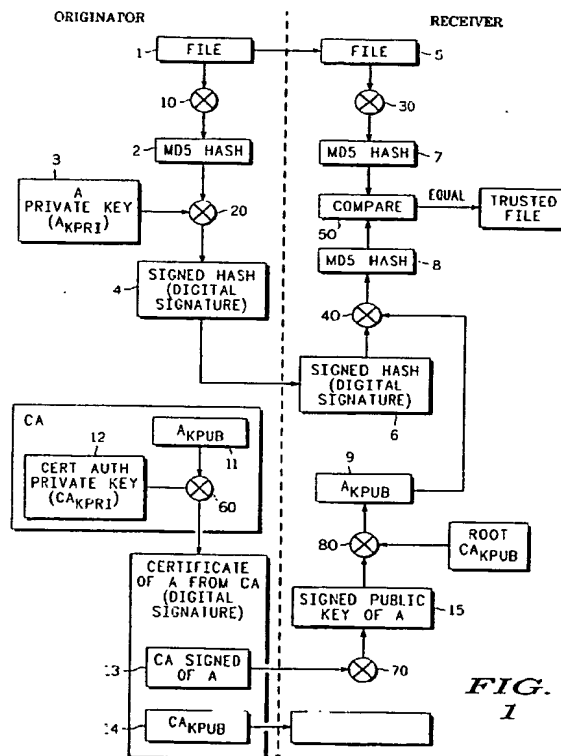 ORIGINATOR
RECEIVER
1
FILE
FILE
5
10
30
2
MD5 HASH
MD5 HASH
7
3
A
PRIVATE KEY
(AKPRI)
20
COMPARE
50
EQUAL
TRUSTED
FILE
MD5 HASH
8
4
SIGNED HASH
(DIGITAL
SIGNATURE)
40
SIGNED HASH
(DIGITAL
SIGNATURE)
6
CA
12
AKPUB
11
CERT AUTH
PRIVATE KEY
(CAKPRI)
60
9
AKPUB
80
ROOT
CAKPUB
CERTIFICATE
OF A FROM CA
(DIGITAL
SIGNATURE)
SIGNED PUBLIC
KEY OF A
15
13
CA SIGNED
OF A
70
14
CAKPUB
FIG.
1